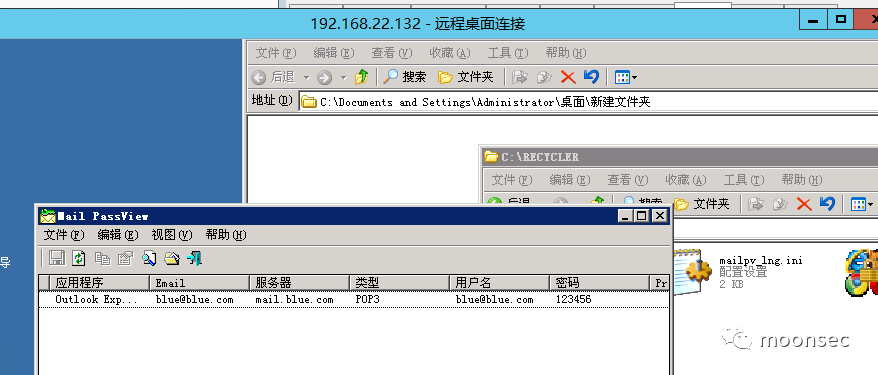 192.168.22.132 - 远程桌面连接
文件(F) 编辑(E) 查看(V) 收藏(A) 工具(T) 帮助(H)
后退 搜索 文件夹
地址(D) C:\Documents and Settings\Administrator\桌面\新建文件夹
C:\RECYCLER
文件(F) 编辑(E) 查看(V) 收藏(A) 工具(T) 帮助(H)
后退 搜索 文件夹
Mail PassView
文件(F) 编辑(E) 视图(V) 帮助(H)
导
应用程序 Email 服务器 类型 用户名 密码 Pr
Outlook Exp... blue@blue.com mail.blue.com POP3 blue@blue.com 123456
mailpv_lng.ini
配置设置
2 KB
moonsec